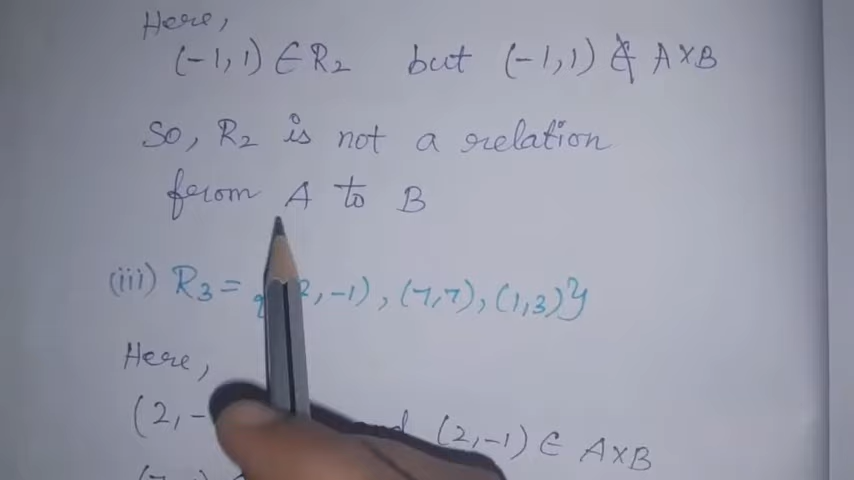 Here,
(-1, 1) ∈ R₂ but (-1, 1) ∉ A×B
So, R₂ is not a relation
from A to B
(iii) R₃ = 2, -1), (7,7), (1,3)}
Here,
(2, - (2, -1) ∈ A×B